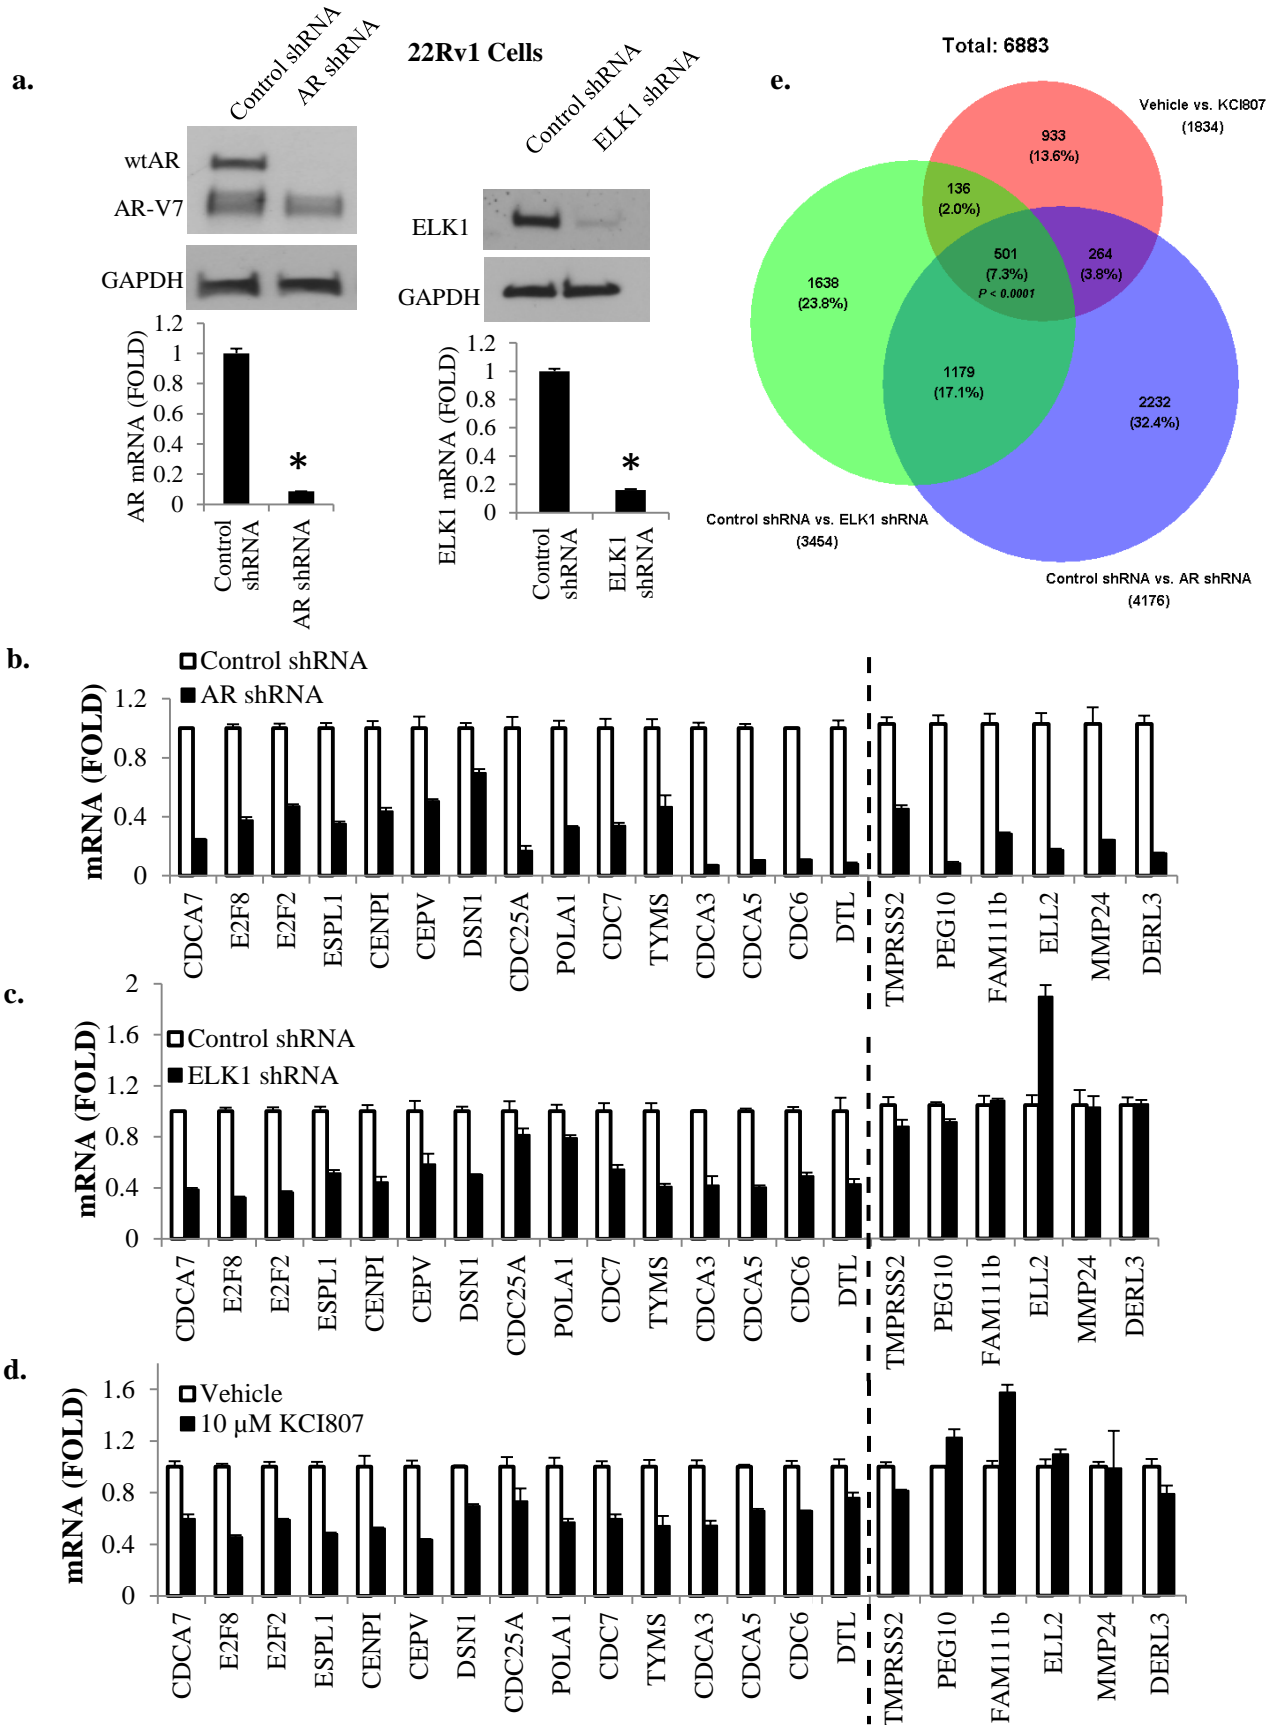 22Rv1 Cells
a.
Control shRNA
AR shRNA
wtAR
AR-V7
GAPDH
1.2
1
0.8
0.6
0.4
0.2
0
AR mRNA (FOLD)
Control shRNA
AR shRNA
*
Control shRNA
ELK1 shRNA
ELK1
GAPDH
1.2
1
0.8
0.6
0.4
0.2
0
ELK1 mRNA (FOLD)
Control shRNA
ELK1 shRNA
*
e.
Total: 6883
Vehicle vs. KCI807
(1834)
933
(13.6%)
136
(2.0%)
501
(7.3%)
P < 0.0001
264
(3.8%)
1638
(23.8%)
1179
(17.1%)
2232
(32.4%)
Control shRNA vs. ELK1 shRNA
(3454)
Control shRNA vs. AR shRNA
(4176)
b.
Control shRNA
AR shRNA
mRNA (FOLD)
1.2
0.8
0.4
0
CDCA7
E2F8
E2F2
ESPL1
CENPI
CEPV
DSN1
CDC25A
POLA1
CDC7
TYMS
CDCA3
CDCA5
CDC6
DTL
TMPRSS2
PEG10
FAM111b
ELL2
MMP24
DERL3
c.
Control shRNA
ELK1 shRNA
mRNA (FOLD)
2
1.6
1.2
0.8
0.4
0
CDCA7
E2F8
E2F2
ESPL1
CENPI
CEPV
DSN1
CDC25A
POLA1
CDC7
TYMS
CDCA3
CDCA5
CDC6
DTL
TMPRSS2
PEG10
FAM111b
ELL2
MMP24
DERL3
d.
Vehicle
10 µM KCI807
mRNA (FOLD)
1.6
1.2
0.8
0.4
0
CDCA7
E2F8
E2F2
ESPL1
CENPI
CEPV
DSN1
CDC25A
POLA1
CDC7
TYMS
CDCA3
CDCA5
CDC6
DTL
TMPRSS2
PEG10
FAM111b
ELL2
MMP24
DERL3